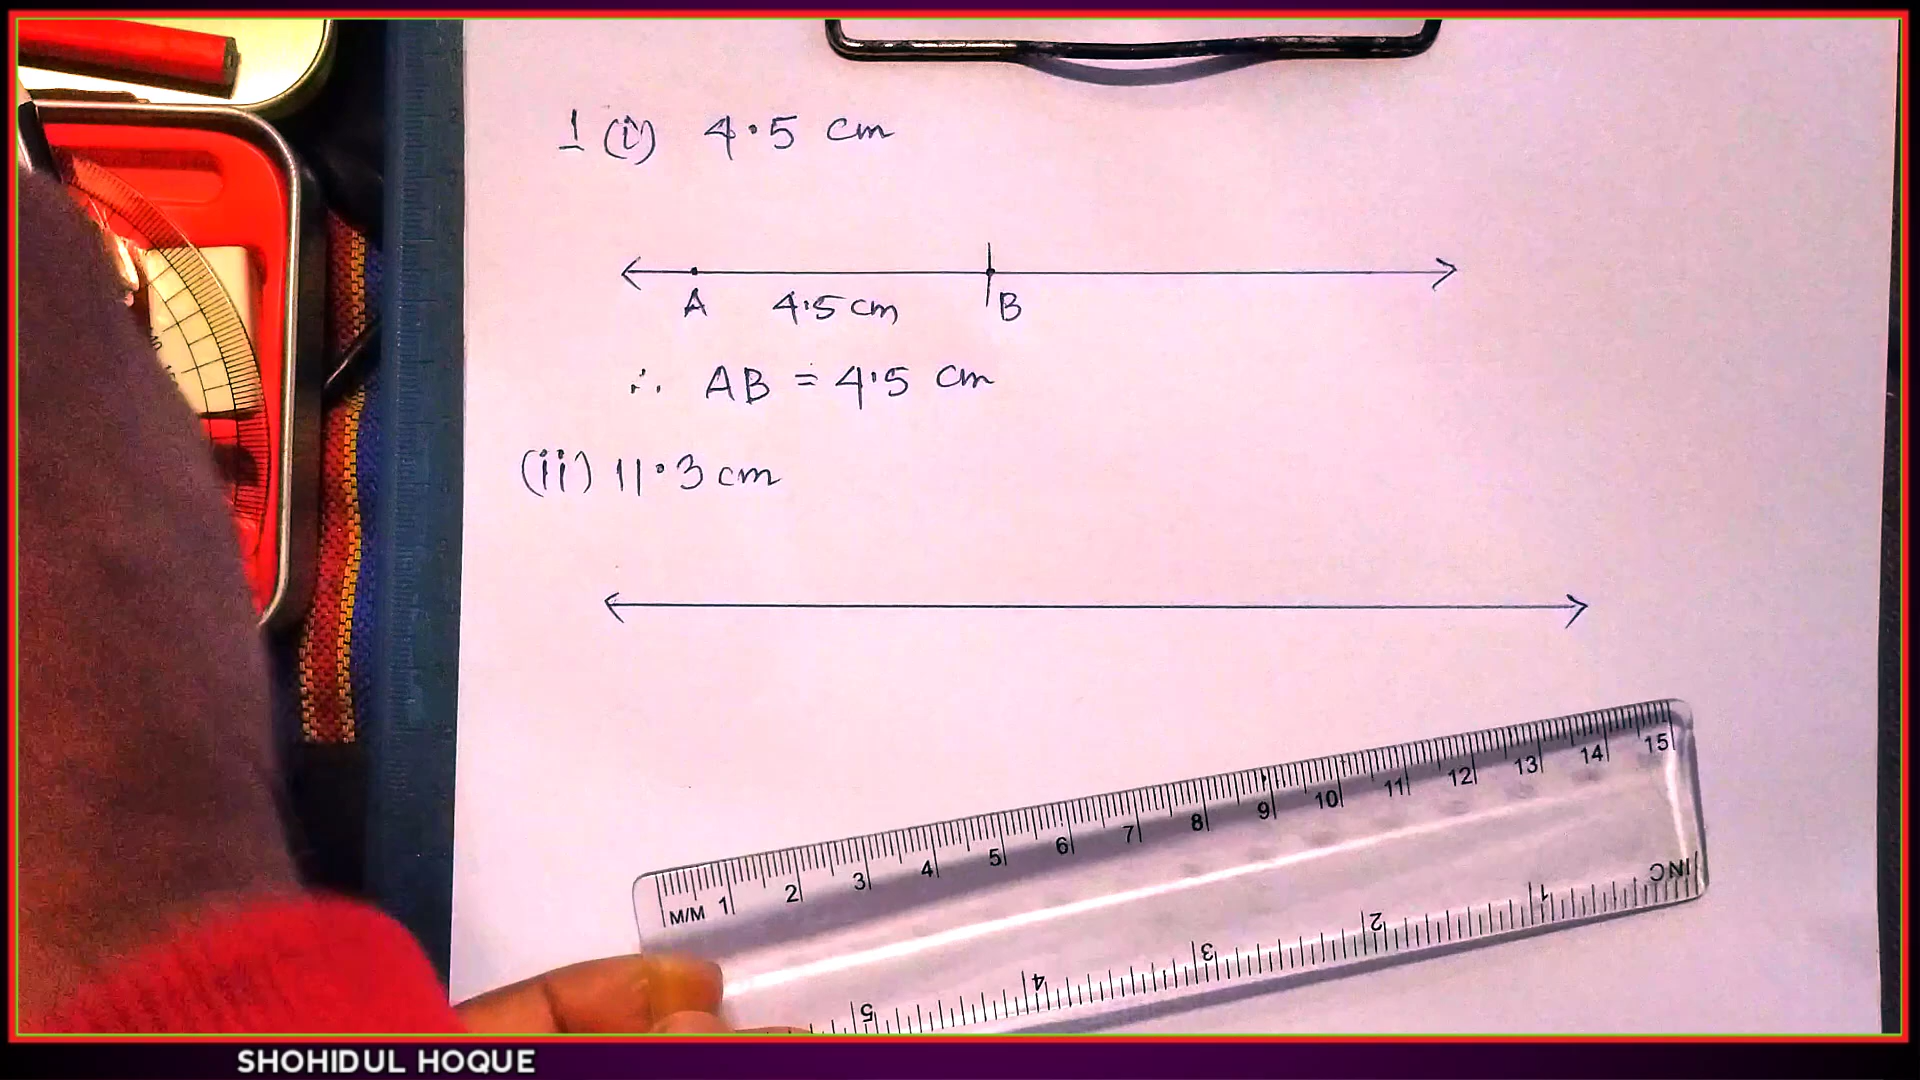 1 (i) 4.5 cm
A 4.5 cm B
∴ AB = 4.5 cm
(ii) 11.3 cm
M/M 1 2 3 4 5 6 7 8 9 10 11 12 13 14 15
INC 1 2 3 4 5
SHOHIDUL HOQUE